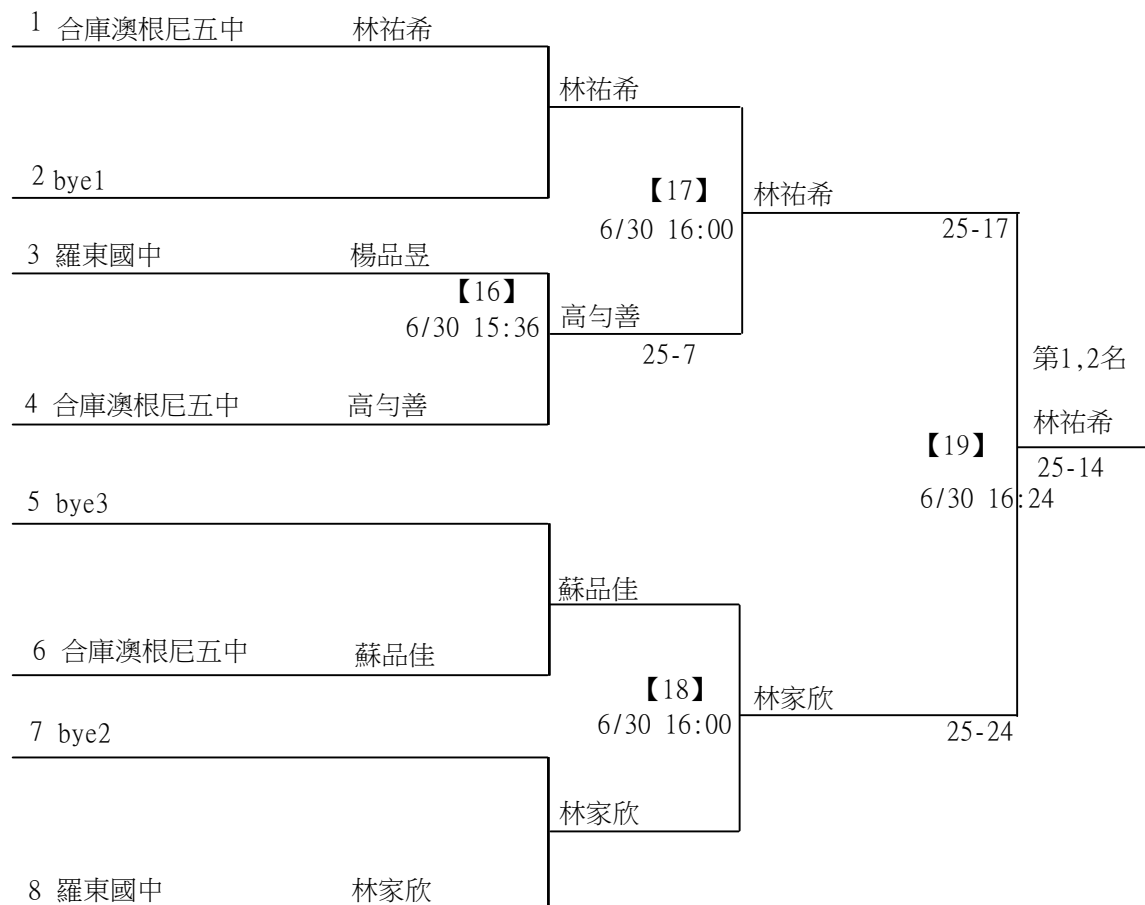 1 合庫澳根尼五中 林祐希
林祐希
2 bye1
【17】
6/30 16:00
林祐希
25-17
3 羅東國中 楊品昱
【16】
6/30 15:36
高勻善
25-7
4 合庫澳根尼五中 高勻善
第1,2名
林祐希
25-14
【19】
6/30 16:24
5 bye3
蘇品佳
6 合庫澳根尼五中 蘇品佳
【18】
6/30 16:00
林家欣
25-24
7 bye2
林家欣
8 羅東國中 林家欣